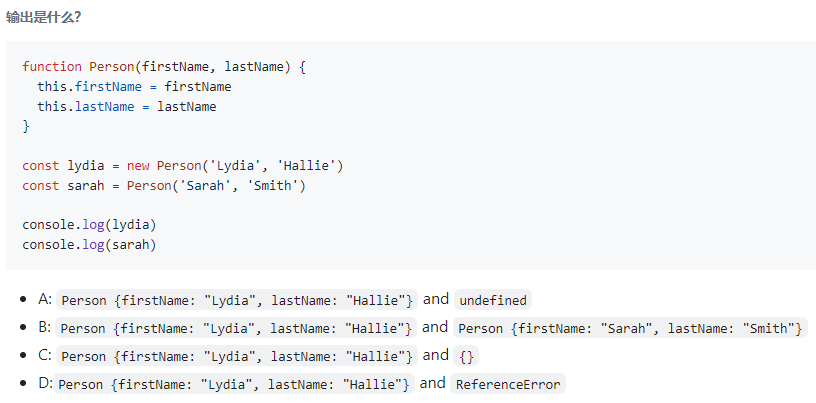 输出是什么?
function Person(firstName, lastName) {
  this.firstName = firstName
  this.lastName = lastName
}
const lydia = new Person('Lydia', 'Hallie')
const sarah = Person('Sarah', 'Smith')
console.log(lydia)
console.log(sarah)
• A: Person {firstName: "Lydia", lastName: "Hallie"} and undefined
• B: Person {firstName: "Lydia", lastName: "Hallie"} and Person {firstName: "Sarah", lastName: "Smith"}
• C: Person {firstName: "Lydia", lastName: "Hallie"} and {}
• D: Person {firstName: "Lydia", lastName: "Hallie"} and ReferenceError